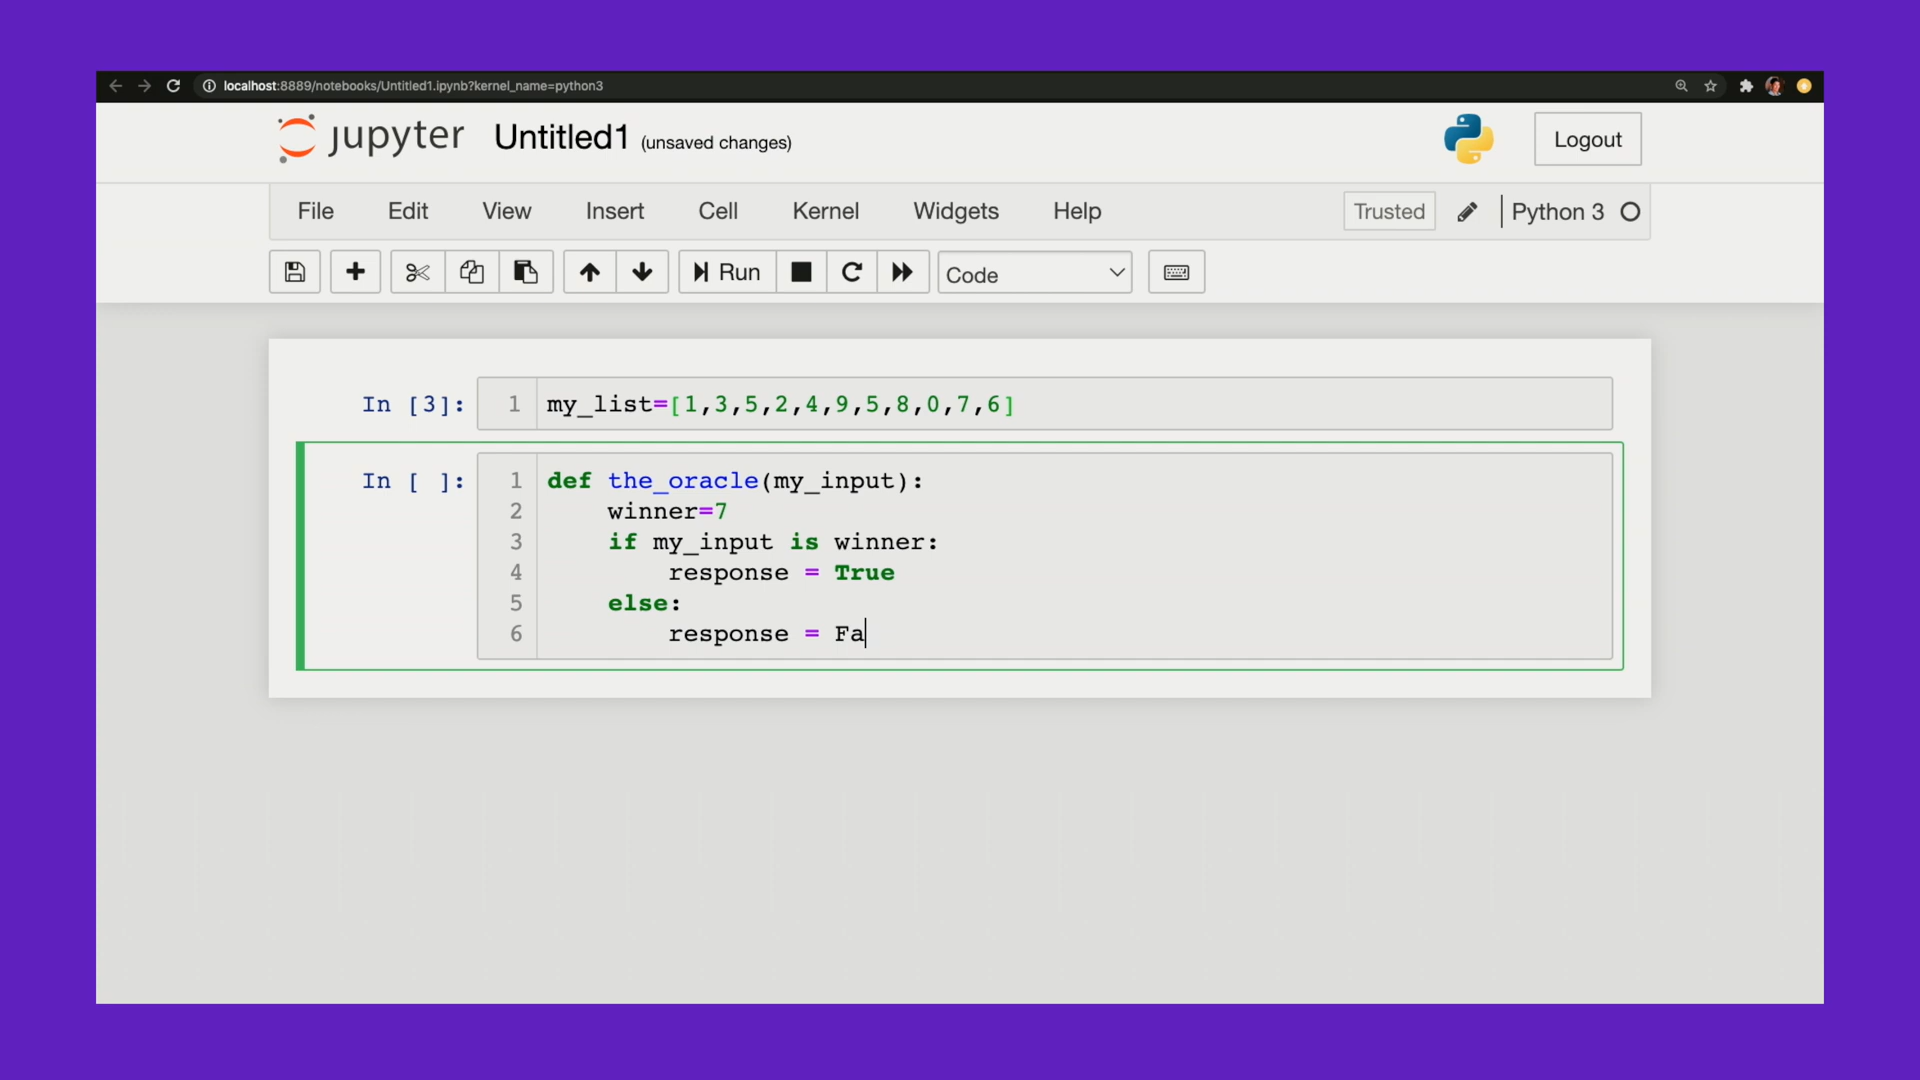 localhost:8889/notebooks/Untitled1.ipynb?kernel_name=python3
jupyter Untitled1 (unsaved changes) Logout
File Edit View Insert Cell Kernel Widgets Help Trusted Python 3
Run Code
In [3]: 1 my_list=[1,3,5,2,4,9,5,8,0,7,6]
In [ ]: 1 def the_oracle(my_input):
2     winner=7
3     if my_input is winner:
4         response = True
5     else:
6         response = Fa